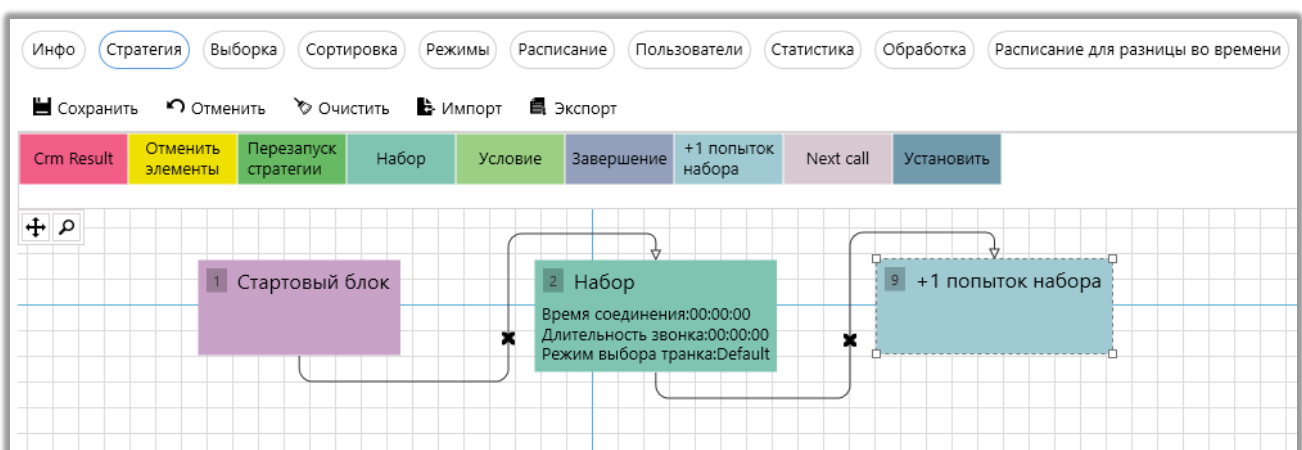 Инфо Стратегия Выборка Сортировка Режимы Расписание Пользователи Статистика Обработка Расписание для разницы во времени
Сохранить Отменить Очистить Импорт Экспорт
Crm Result
Отменить
элементы
Перезапуск
стратегии
Набор
Условие
Завершение
+1 попыток
набора
Next call
Установить
1 Стартовый блок
2 Набор
Время соединения:00:00:00
Длительность звонка:00:00:00
Режим выбора транка:Default
9 +1 попыток набора